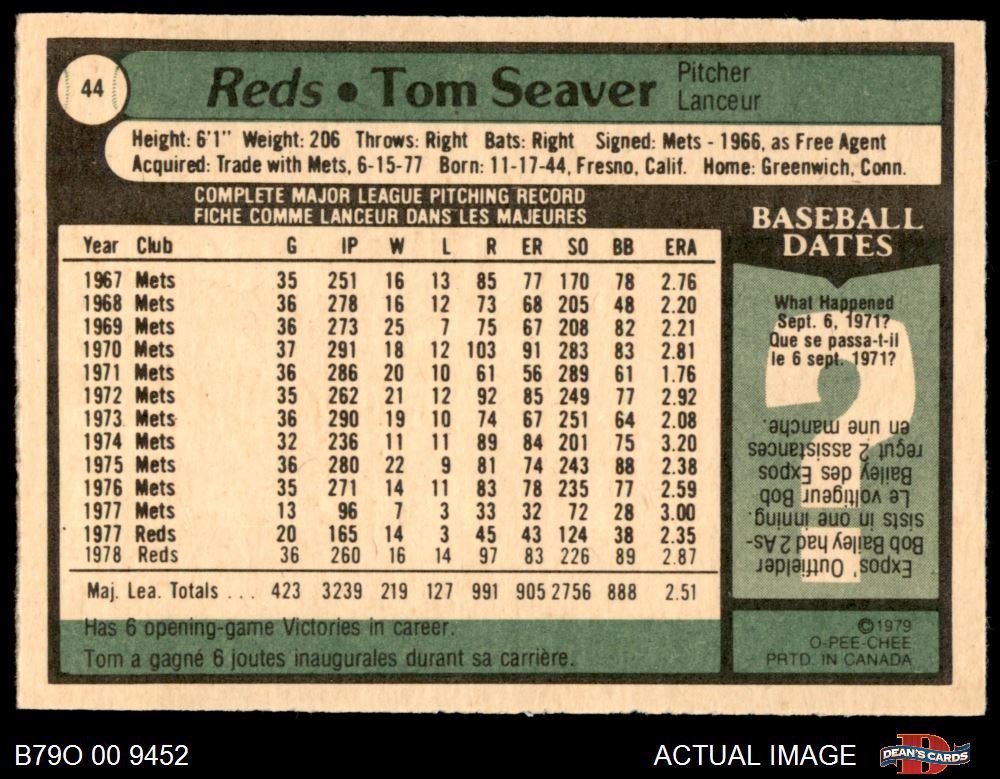 44
Reds • Tom Seaver
Pitcher
Lanceur
Height: 6'1" Weight: 206 Throws: Right Bats: Right Signed: Mets - 1966, as Free Agent
Acquired: Trade with Mets, 6-15-77 Born: 11-17-44, Fresno, Calif. Home: Greenwich, Conn.
COMPLETE MAJOR LEAGUE PITCHING RECORD
FICHE COMME LANCEUR DANS LES MAJEURES
Year Club G IP W L R ER SO BB ERA
1967 Mets 35 251 16 13 85 77 170 78 2.76
1968 Mets 36 278 16 12 73 68 205 48 2.20
1969 Mets 36 273 25 7 75 67 208 82 2.21
1970 Mets 37 291 18 12 103 91 283 83 2.81
1971 Mets 36 286 20 10 61 56 289 61 1.76
1972 Mets 35 262 21 12 92 85 249 77 2.92
1973 Mets 36 290 19 10 74 67 251 64 2.08
1974 Mets 32 236 11 11 89 84 201 75 3.20
1975 Mets 36 280 22 9 81 74 243 88 2.38
1976 Mets 35 271 14 11 83 78 235 77 2.59
1977 Mets 13 96 7 3 33 32 72 28 3.00
1977 Reds 20 165 14 3 45 43 124 38 2.35
1978 Reds 36 260 16 14 97 83 226 89 2.87
Maj. Lea. Totals . . . 423 3239 219 127 991 905 2756 888 2.51
Has 6 opening-game Victories in career.
Tom a gagné 6 joutes inaugurales durant sa carrière.
BASEBALL
DATES
What Happened
Sept. 6, 1971?
Que se passa-t-il
le 6 sept. 1971?
Expos' Outfielder
Bob Bailey had 2 As-
sists in one inning.
Le voltigeur Bob
Bailey des Expos
reçut 2 assistances
en une manche.
©1979
O-PEE-CHEE
PRTD. IN CANADA
B79O 00 9452
ACTUAL IMAGE
DEAN'S CARDS